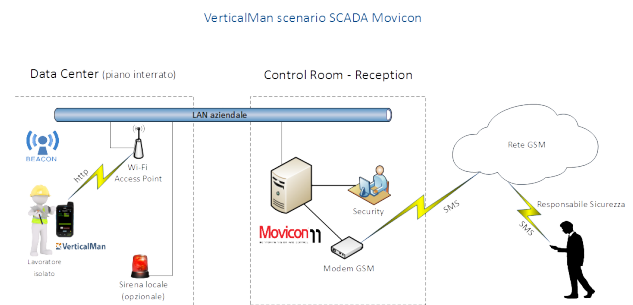 VerticalMan scenario SCADA Movicon
Data Center (piano interrato)
Control Room - Reception
LAN aziendale
BEACON
http
Wi-Fi
Access Point
VerticalMan
Lavoratore
isolato
Sirena locale
(opzionale)
Movicon 11
Security
Modem GSM
SMS
Rete GSM
SMS
Responsabile Sicurezza